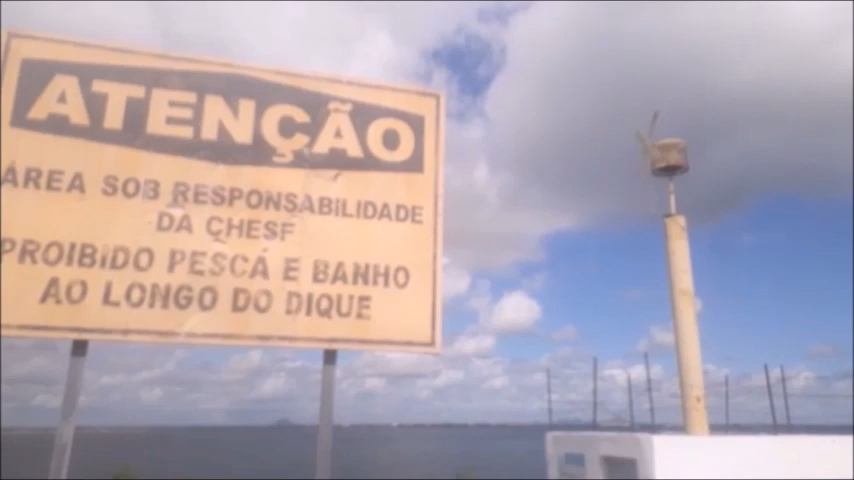 ATENÇÃO
ÁREA SOB RESPONSABILIDADE
DA CHESF
PROIBIDO PESCA E BANHO
AO LONGO DO DIQUE